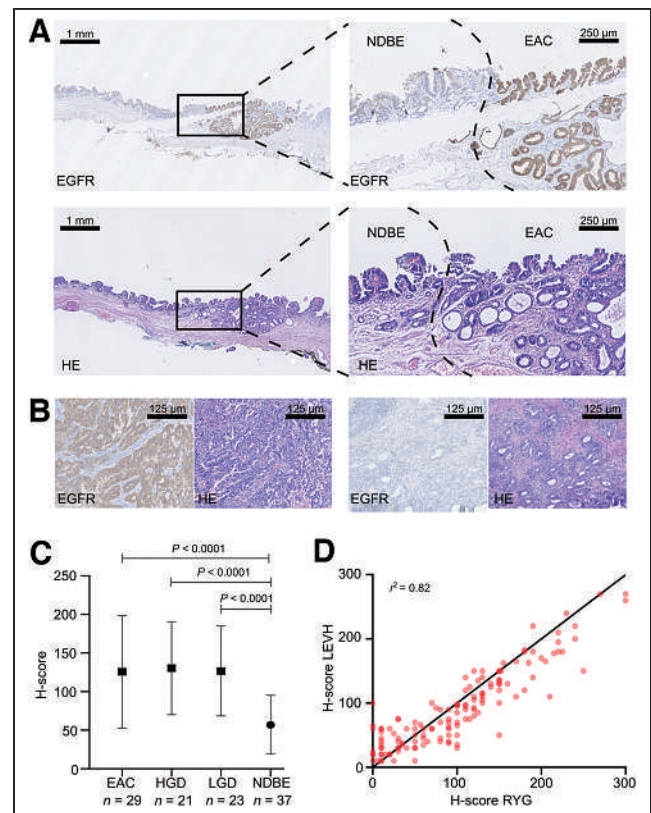 A
1 mm
EGFR
NDBE
EAC
250 µm
EGFR
1 mm
HE
NDBE
EAC
250 µm
HE
B
125 µm
EGFR
125 µm
HE
125 µm
EGFR
125 µm
HE
C
P < 0.0001
P < 0.0001
P < 0.0001
H-score
250
200
150
100
50
0
EAC HGD LGD NDBE
n = 29 n = 21 n = 23 n = 37
D
r² = 0.82
H-score LEVH
300
200
100
0
0 100 200 300
H-score RYG